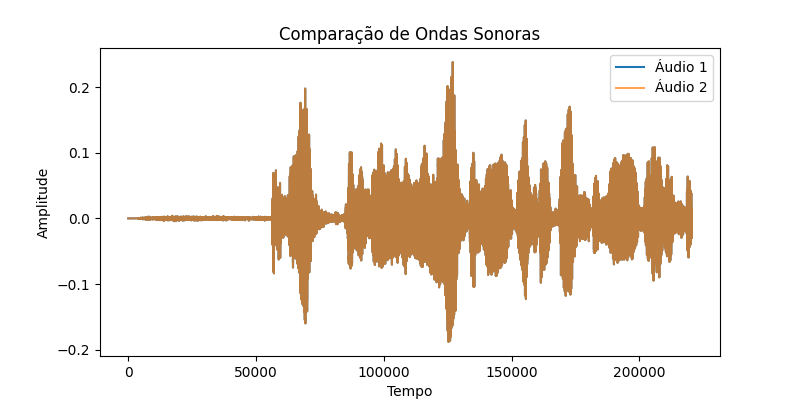 Comparação de Ondas Sonoras
Áudio 1
Áudio 2
Amplitude
0.2
0.1
0.0
−0.1
−0.2
0 50000 100000 150000 200000
Tempo